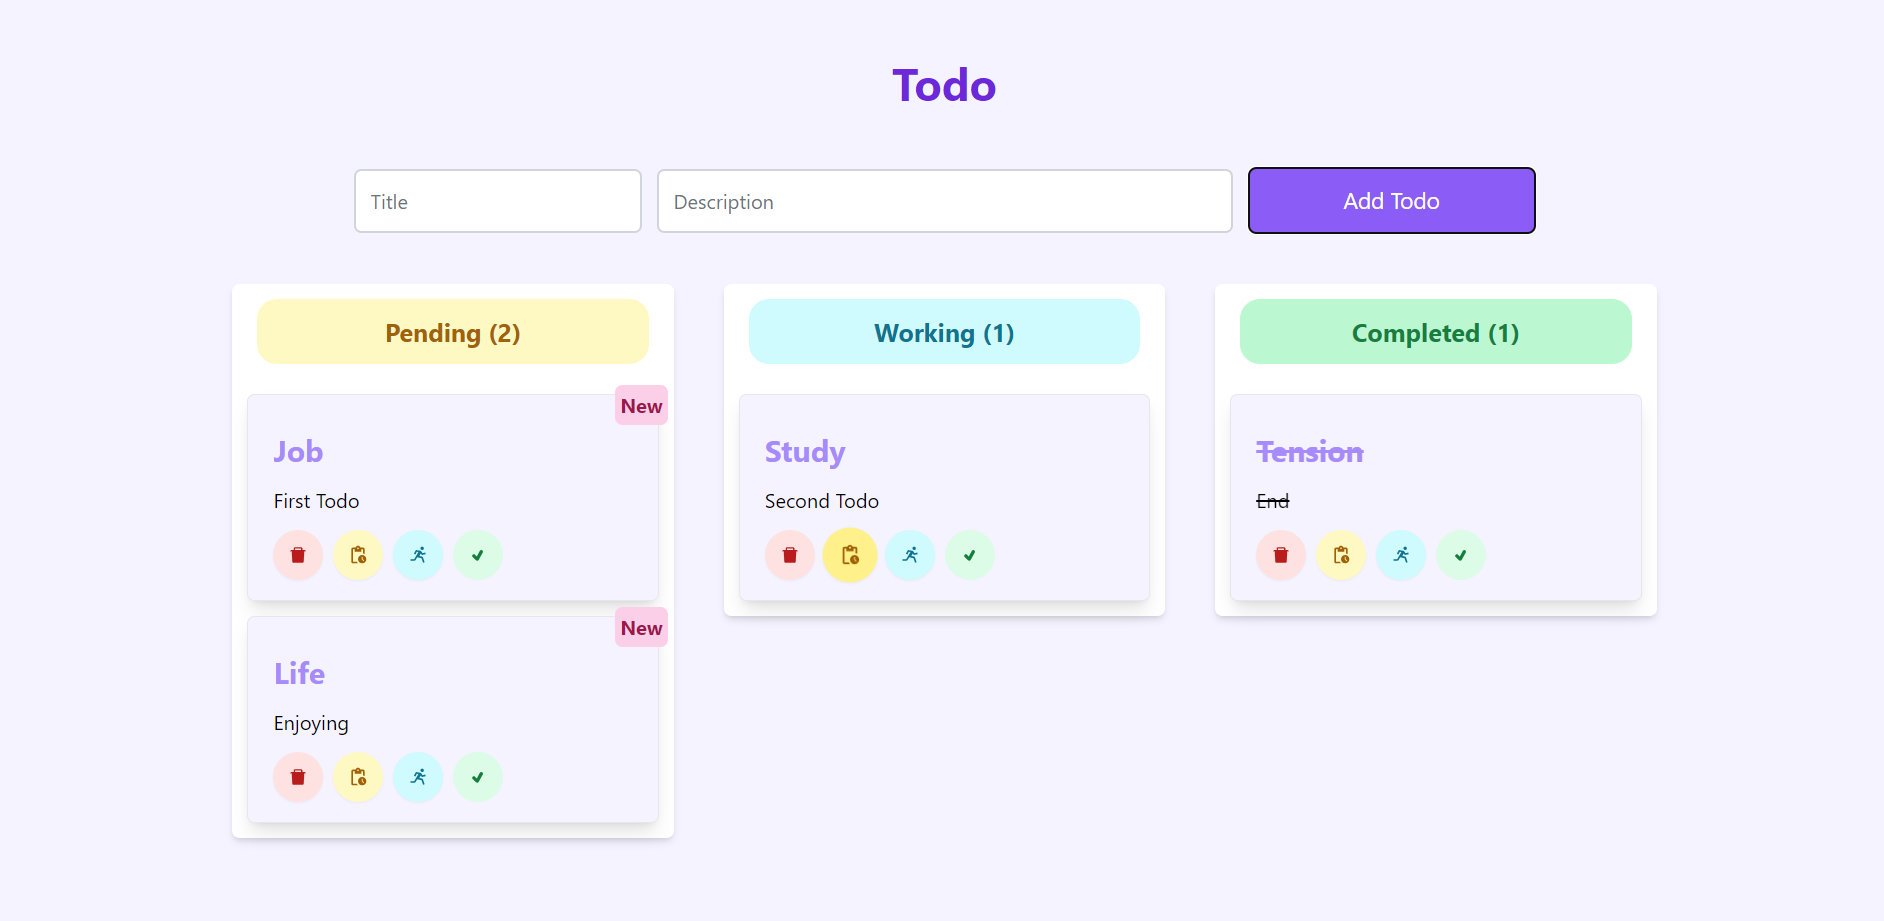 Todo
Title
Description
Add Todo
Pending (2)
New
Job
First Todo
New
Life
Enjoying
Working (1)
Study
Second Todo
Completed (1)
Tension
End